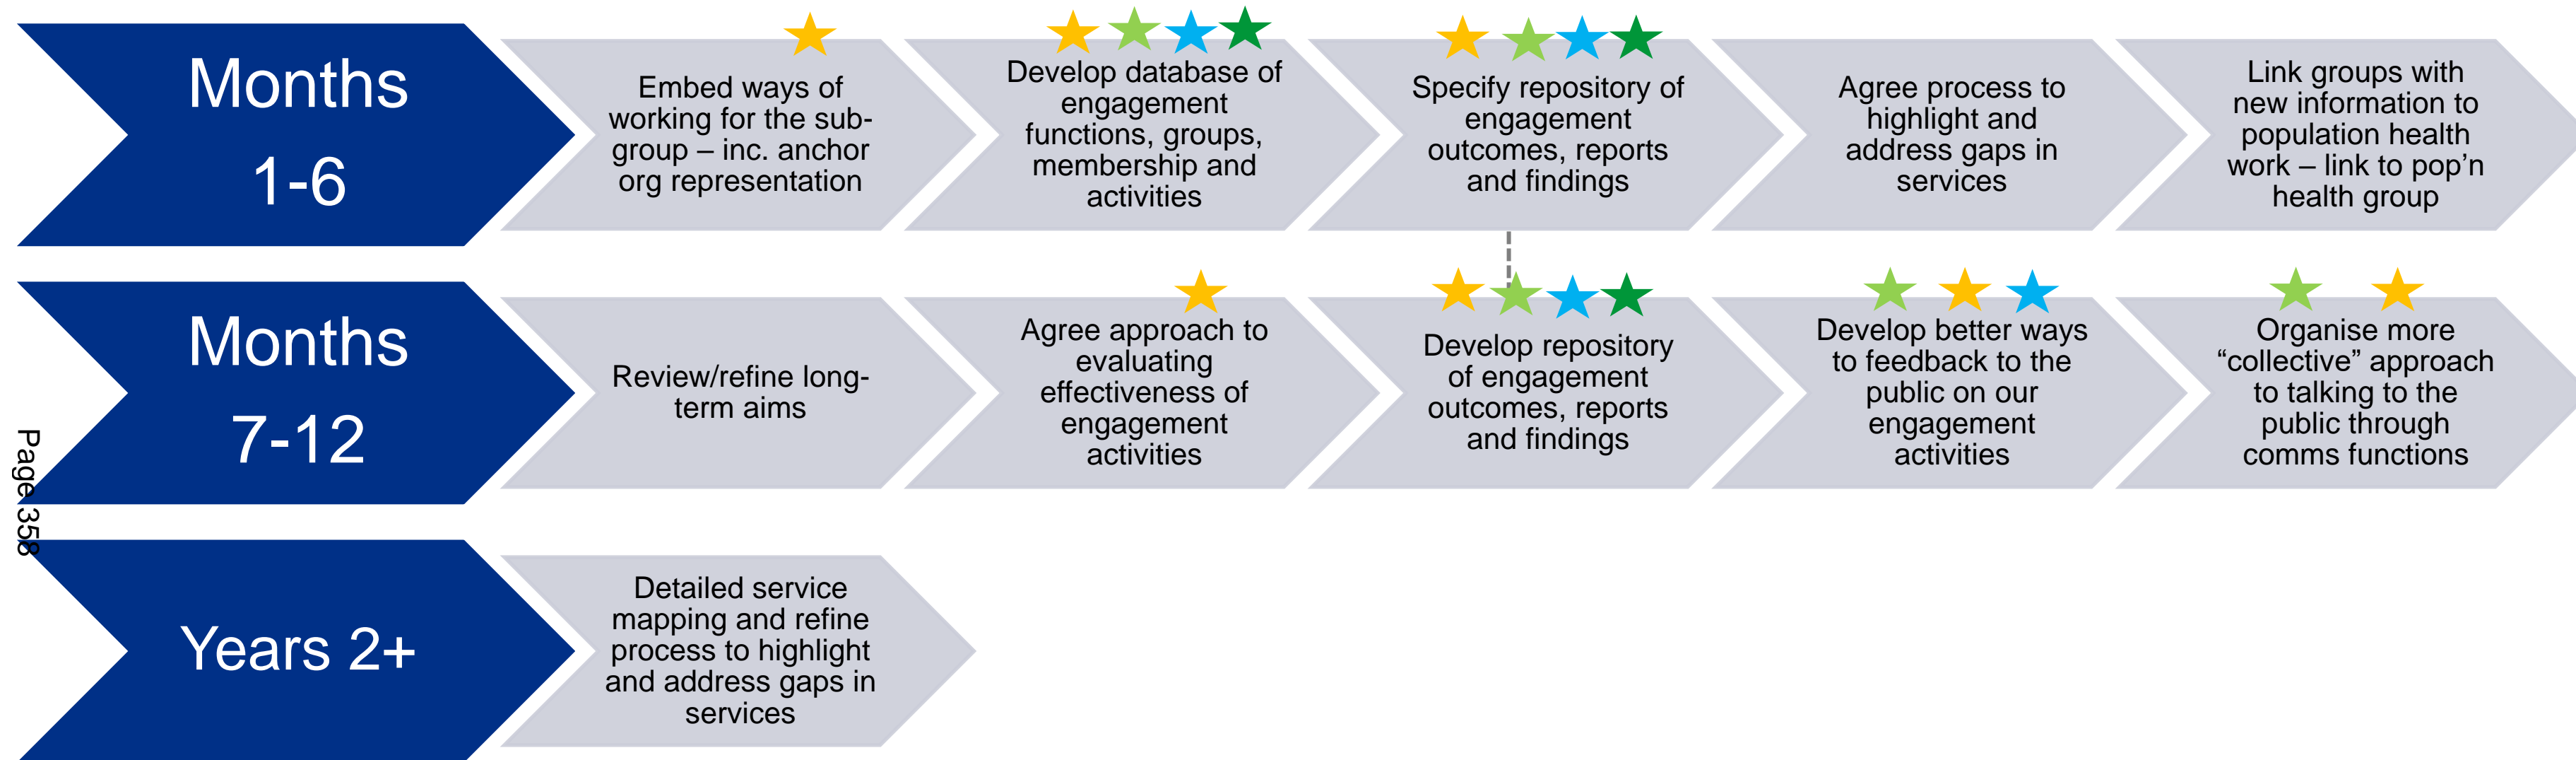 Months
1-6
Embed ways of
working for the sub-
group – inc. anchor
org representation
Develop database of
engagement
functions, groups,
membership and
activities
Specify repository of
engagement
outcomes, reports
and findings
Agree process to
highlight and
address gaps in
services
Link groups with
new information to
population health
work – link to pop’n
health group
Months
7-12
Review/refine long-
term aims
Agree approach to
evaluating
effectiveness of
engagement
activities
Develop repository
of engagement
outcomes, reports
and findings
Develop better ways
to feedback to the
public on our
engagement
activities
Organise more
“collective” approach
to talking to the
public through
comms functions
Page 358
Years 2+
Detailed service
mapping and refine
process to highlight
and address gaps in
services